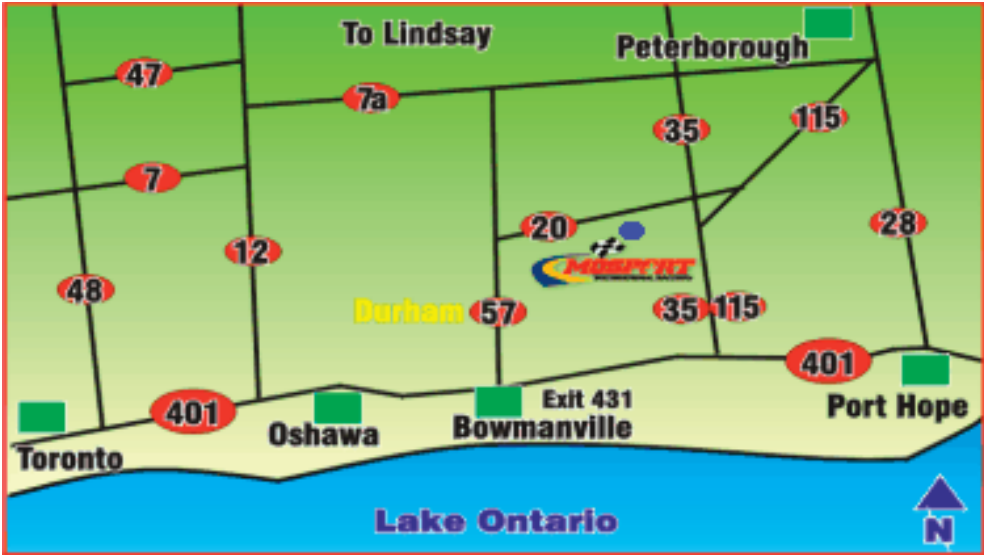 To Lindsay
Peterborough
47
7a
35
115
7
20
28
12
MOSPORT
48
Durham
57
35
115
401
401
Exit 431
Port Hope
Oshawa
Bowmanville
Toronto
Lake Ontario
N